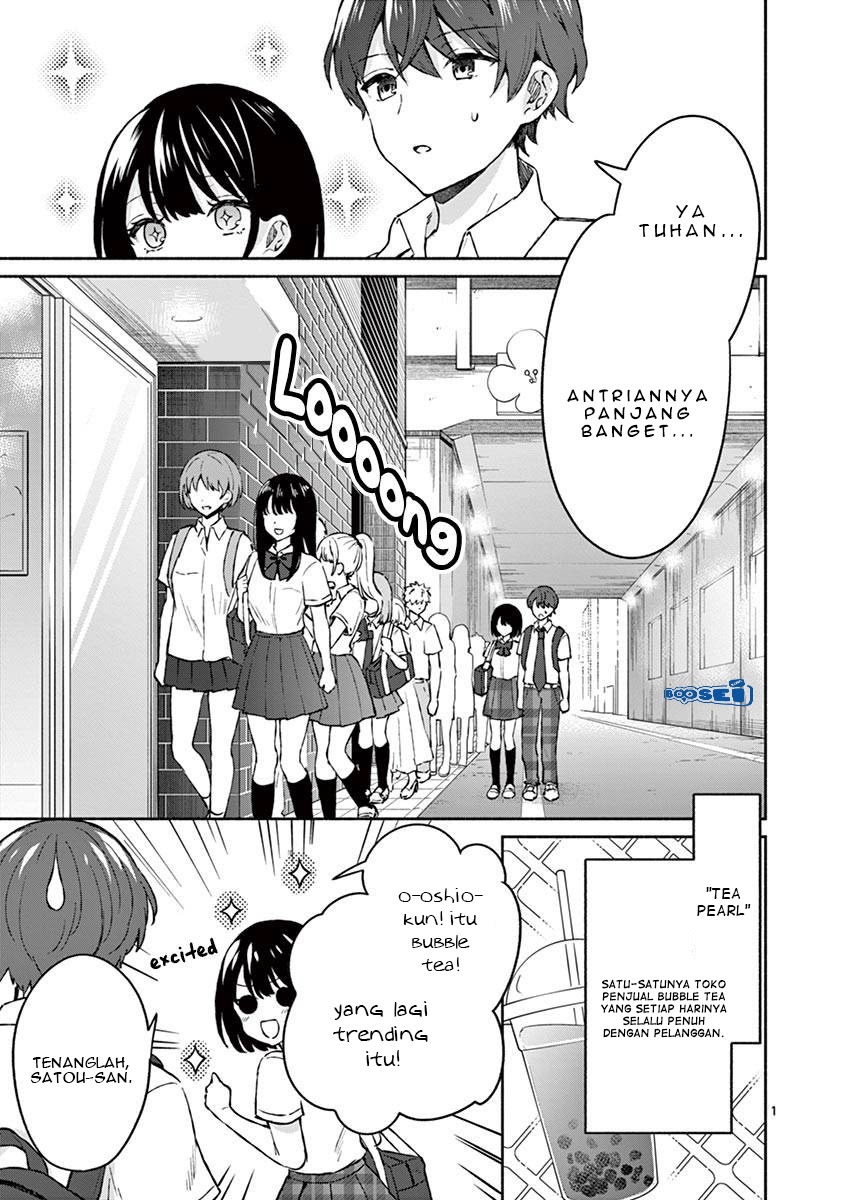 YA
TUHAN...
ANTRIANNYA
PANJANG
BANGET...
Looooong
BOOSEI
"TEA
PEARL"
SATU-SATUNYA TOKO
PENJUAL BUBBLE TEA
YANG SETIAP HARINYA
SELALU PENUH
DENGAN PELANGGAN.
O-OSHIO-
KUN! ITU
BUBBLE
TEA!
yang lagi
trending
itu!
excited
TENANGLAH,
SATOU-SAN.
1